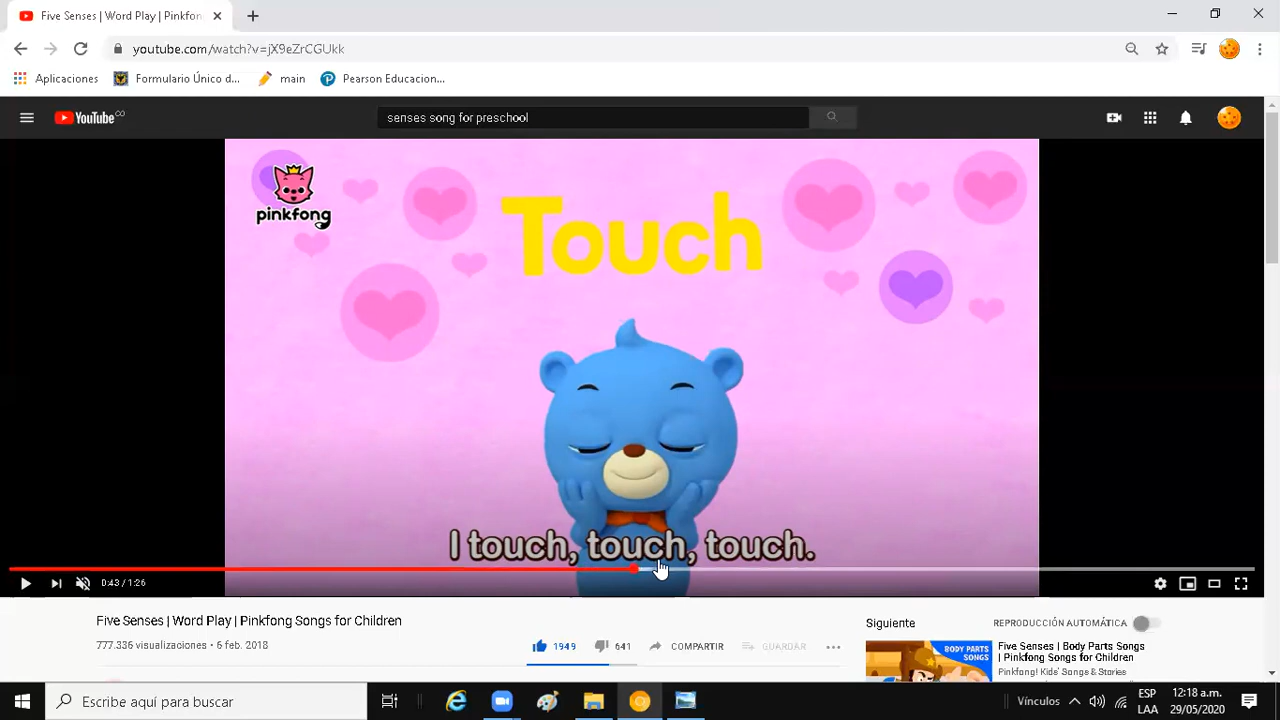 Five Senses | Word Play | Pinkfon
youtube.com/watch?v=jX9eZrCGUkk
Aplicaciones
Formulario Único d...
main
Pearson Educacion...
YouTube CO
senses song for preschool
pinkfong
Touch
I touch, touch, touch.
0:43 / 1:26
Five Senses | Word Play | Pinkfong Songs for Children
777.336 visualizaciones • 6 feb. 2018
1949
641
COMPARTIR
GUARDAR
Siguiente
REPRODUCCIÓN AUTOMÁTICA
BODY PARTS
SONGS
Five Senses | Body Parts Songs
| Pinkfong Songs for Children
Pinkfong! Kids' Songs & Stories
Escribe aquí para buscar
Vínculos
ESP
LAA
12:18 a.m.
29/05/2020